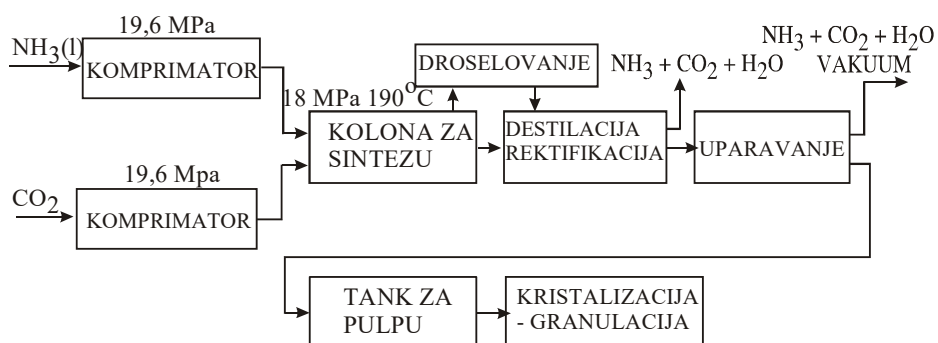 19,6 MPa
NH3(l)
KOMPRIMATOR
18 MPa 190°C
DROSELOVANJE
NH3 + CO2 + H2O
NH3 + CO2 + H2O
VAKUUM
KOLONA ZA
SINTEZU
DESTILACIJA
REKTIFIKACIJA
UPARAVANJE
19,6 Mpa
CO2
KOMPRIMATOR
TANK ZA
PULPU
KRISTALIZACIJA
- GRANULACIJA